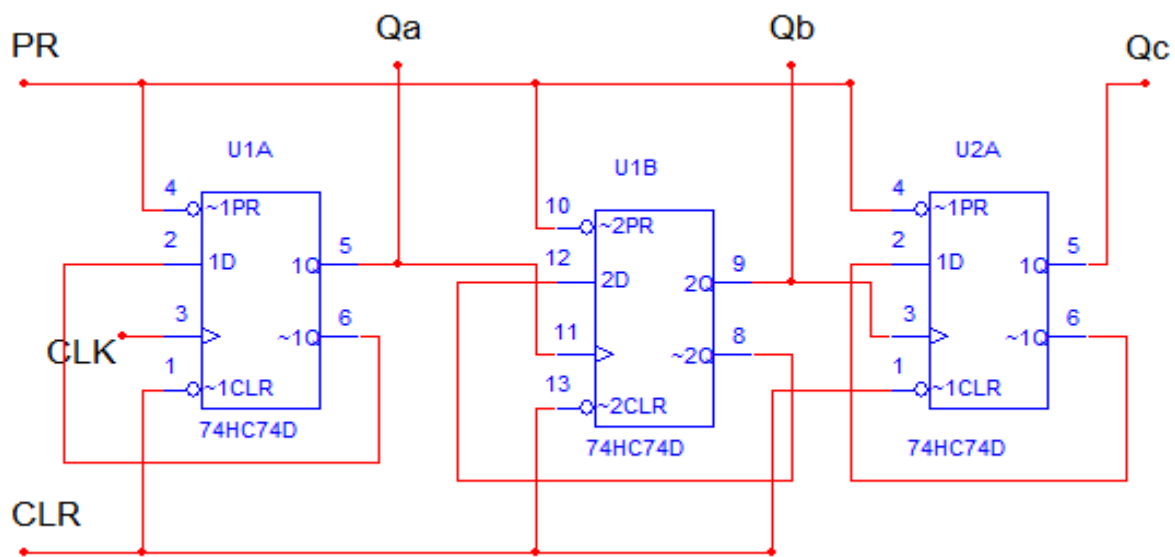 PR
Qa
Qb
Qc
U1A
4
~1PR
2
1D
1Q
5
3
CLK
~1Q
6
1
~1CLR
74HC74D
U1B
10
~2PR
12
2D
2Q
9
11
~2Q
8
13
~2CLR
74HC74D
U2A
4
~1PR
2
1D
1Q
5
3
~1Q
6
1
~1CLR
74HC74D
CLR